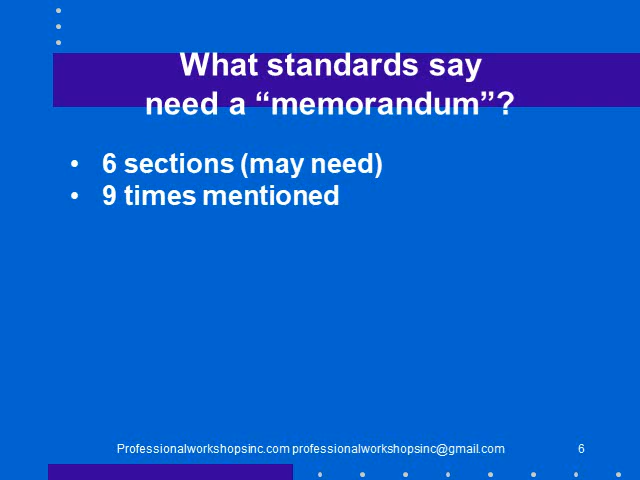 What standards say
need a “memorandum”?
• 6 sections (may need)
• 9 times mentioned
Professionalworkshopsinc.com professionalworkshopsinc@gmail.com 6